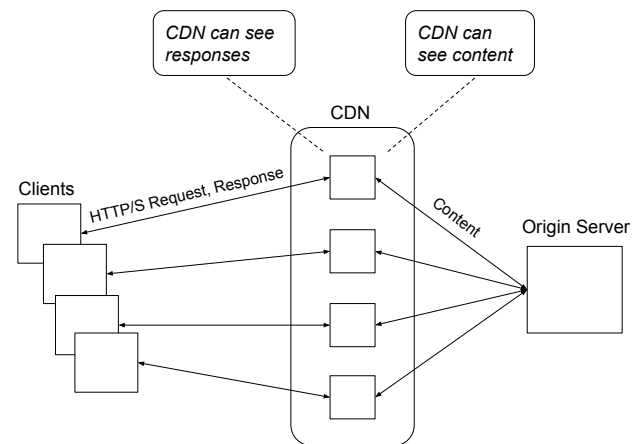 CDN can see
responses
CDN can
see content
CDN
Clients
HTTP/S Request, Response
Content
Origin Server